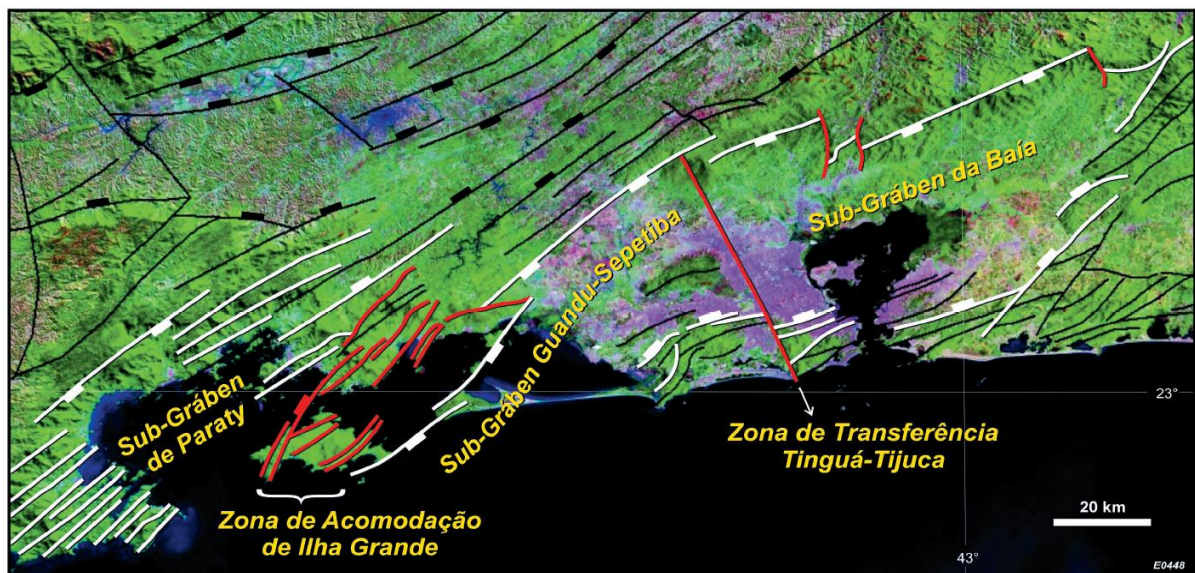 Sub-Gráben da Baía
Sub-Gráben Guandu-Sepetiba
Sub-Gráben
de Paraty
23°
Zona de Transferência
Tinguá-Tijuca
Zona de Acomodação
de Ilha Grande
20 km
43°
E0448